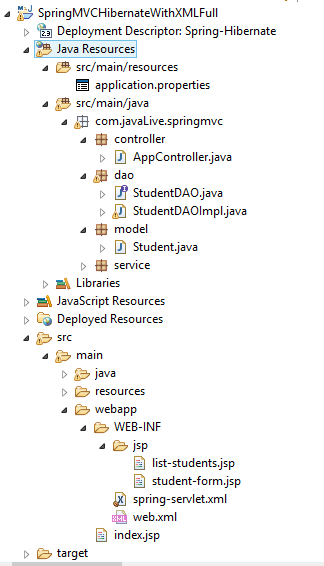 SpringMVCHibernateWithXMLFull
Deployment Descriptor: Spring-Hibernate
Java Resources
src/main/resources
application.properties
src/main/java
com.javaLive.springmvc
controller
AppController.java
dao
StudentDAO.java
StudentDAOImpl.java
model
Student.java
service
Libraries
JavaScript Resources
Deployed Resources
src
main
java
resources
webapp
WEB-INF
jsp
list-students.jsp
student-form.jsp
spring-servlet.xml
web.xml
index.jsp
target